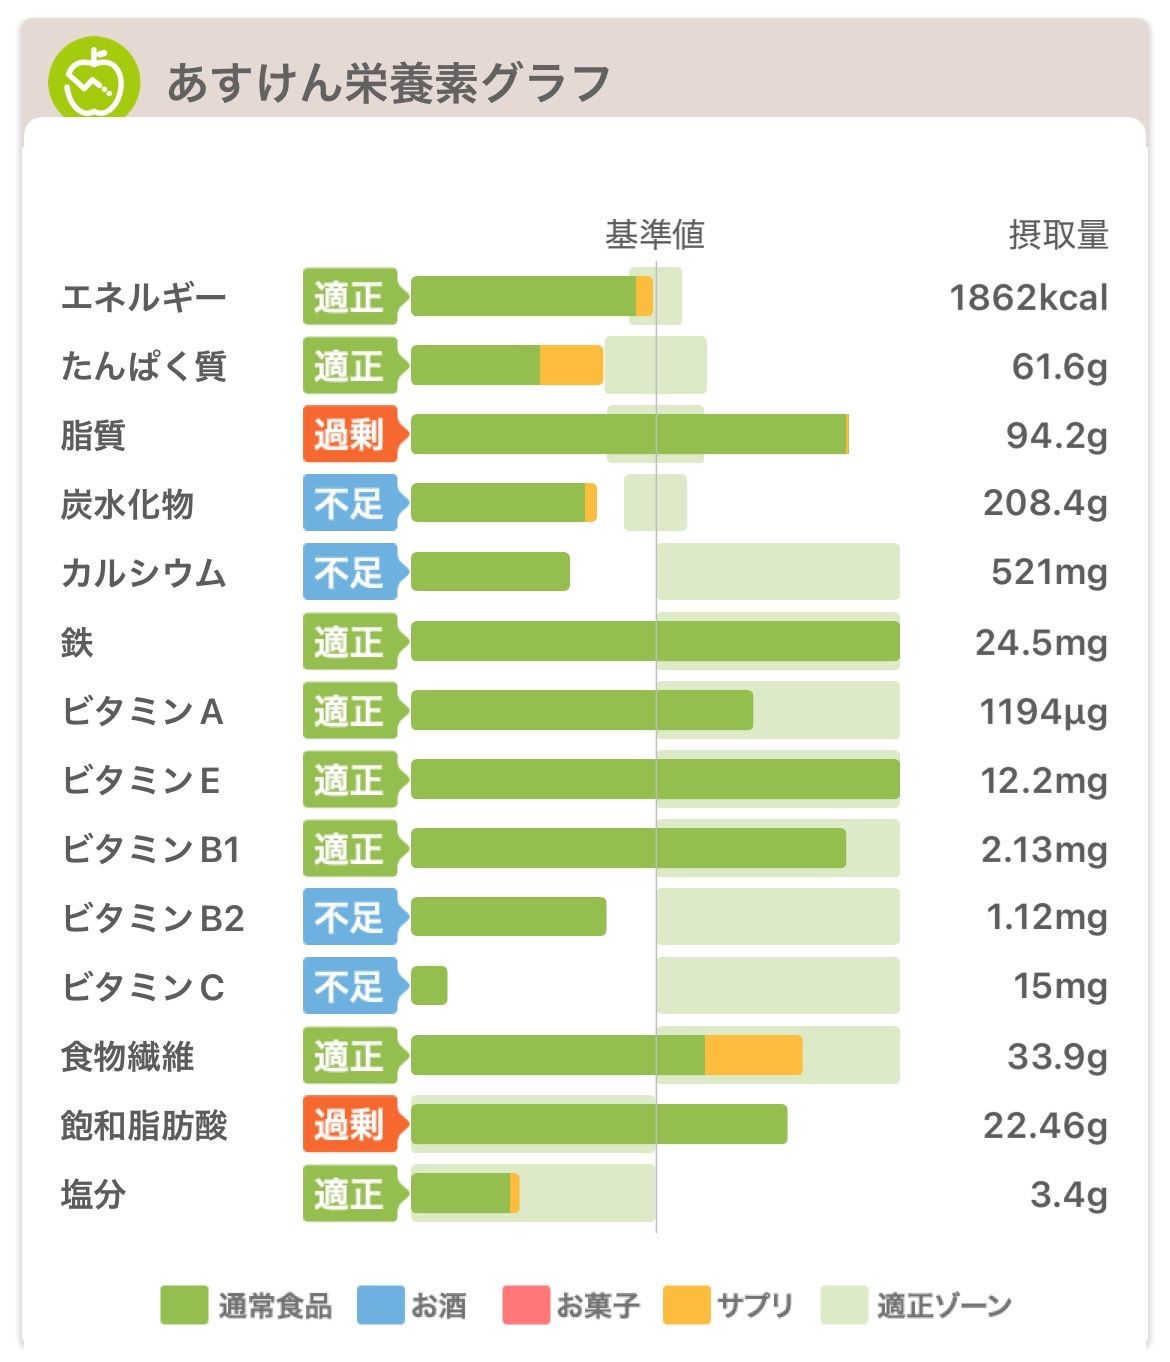 あすけん栄養素グラフ
基準値 摂取量
エネルギー 適正 1862kcal
たんぱく質 適正 61.6g
脂質 過剰 94.2g
炭水化物 不足 208.4g
カルシウム 不足 521mg
鉄 適正 24.5mg
ビタミンA 適正 1194μg
ビタミンE 適正 12.2mg
ビタミンB1 適正 2.13mg
ビタミンB2 不足 1.12mg
ビタミンC 不足 15mg
食物繊維 適正 33.9g
飽和脂肪酸 過剰 22.46g
塩分 適正 3.4g
通常食品 お酒 お菓子 サプリ 適正ゾーン